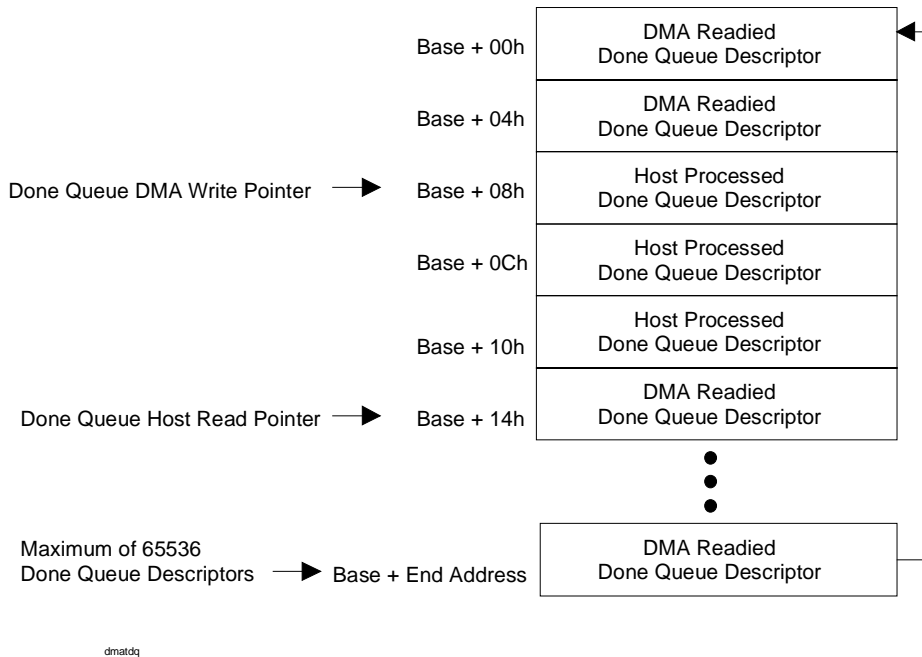 Base + 00h
DMA Readied
Done Queue Descriptor
Base + 04h
DMA Readied
Done Queue Descriptor
Done Queue DMA Write Pointer
Base + 08h
Host Processed
Done Queue Descriptor
Base + 0Ch
Host Processed
Done Queue Descriptor
Base + 10h
Host Processed
Done Queue Descriptor
Done Queue Host Read Pointer
Base + 14h
DMA Readied
Done Queue Descriptor
Maximum of 65536
Done Queue Descriptors
Base + End Address
DMA Readied
Done Queue Descriptor
dmatdq